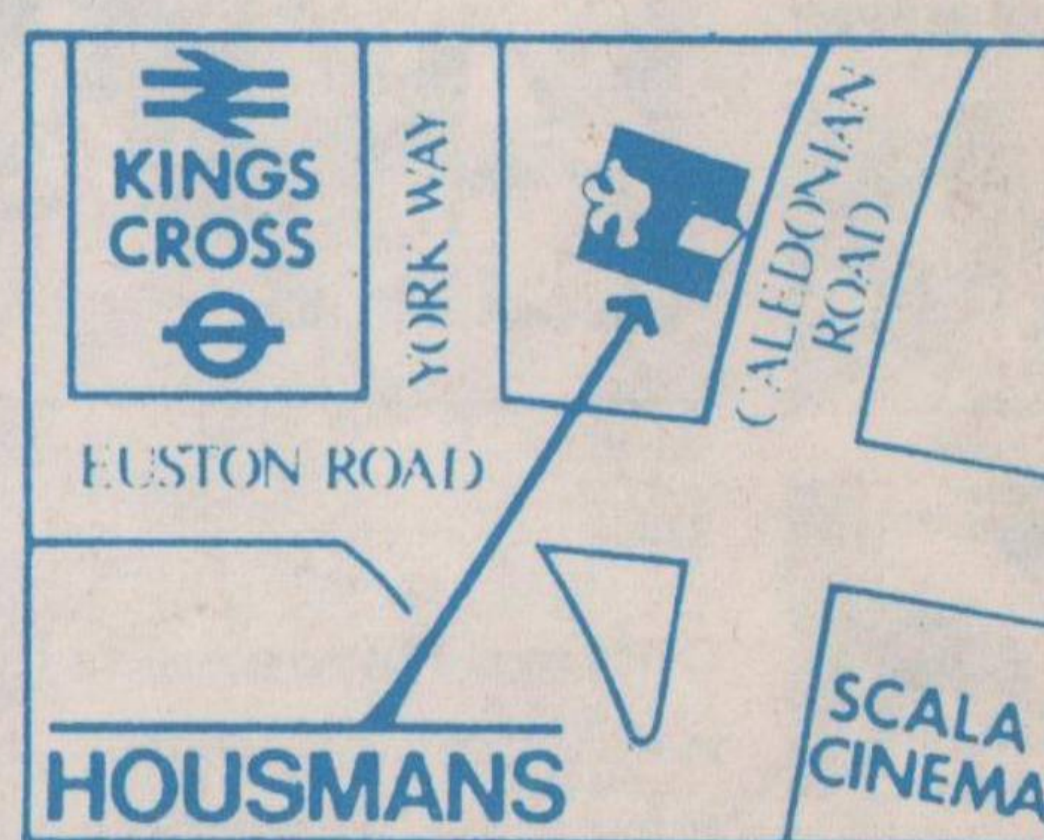 KINGS
CROSS
YORK WAY
CALEDONIAN
ROAD
EUSTON ROAD
SCALA
CINEMA
HOUSMANS